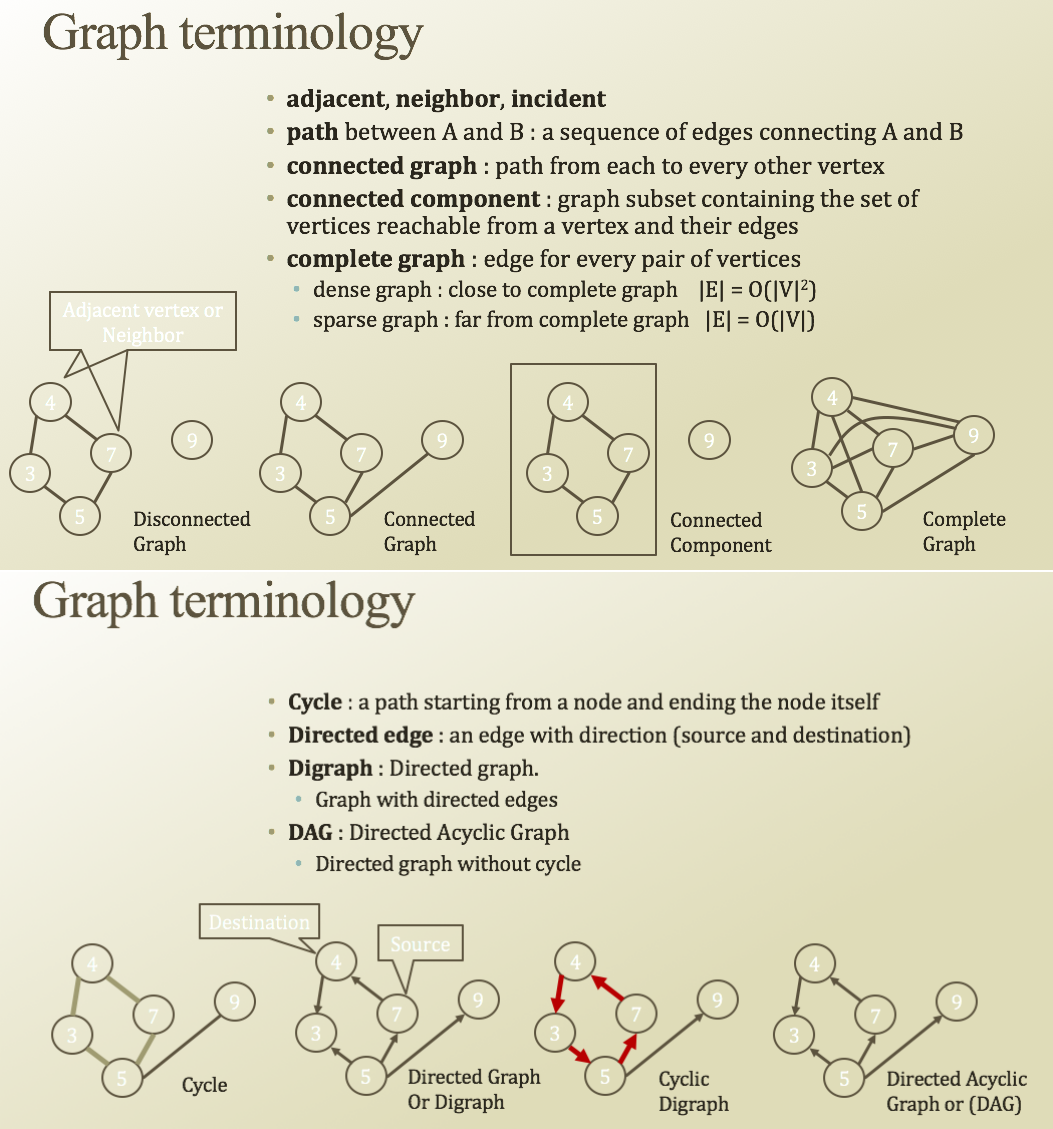 Graph terminology
• adjacent, neighbor, incident
• path between A and B : a sequence of edges connecting A and B
• connected graph : path from each to every other vertex
• connected component : graph subset containing the set of
vertices reachable from a vertex and their edges
• complete graph : edge for every pair of vertices
• dense graph : close to complete graph |E| = O(|V|²)
• sparse graph : far from complete graph |E| = O(|V|)
Adjacent vertex or
Neighbor
4
7
3
5
9
Disconnected
Graph
4
7
3
5
9
Connected
Graph
4
7
3
5
9
Connected
Component
4
7
3
5
9
Complete
Graph
Graph terminology
• Cycle : a path starting from a node and ending the node itself
• Directed edge : an edge with direction (source and destination)
• Digraph : Directed graph.
• Graph with directed edges
• DAG : Directed Acyclic Graph
• Directed graph without cycle
4
7
3
5
9
Cycle
Destination
Source
4
7
3
5
9
Directed Graph
Or Digraph
4
7
3
5
9
Cyclic
Digraph
4
7
3
5
9
Directed Acyclic
Graph or (DAG)